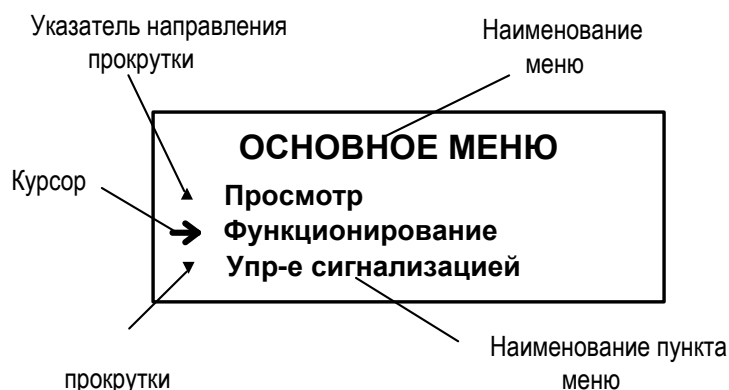 Указатель направления
прокрутки
Наименование
меню
ОСНОВНОЕ МЕНЮ
Курсор
Просмотр
Функционирование
Упр-е сигнализацией
Наименование пункта
меню
прокрутки